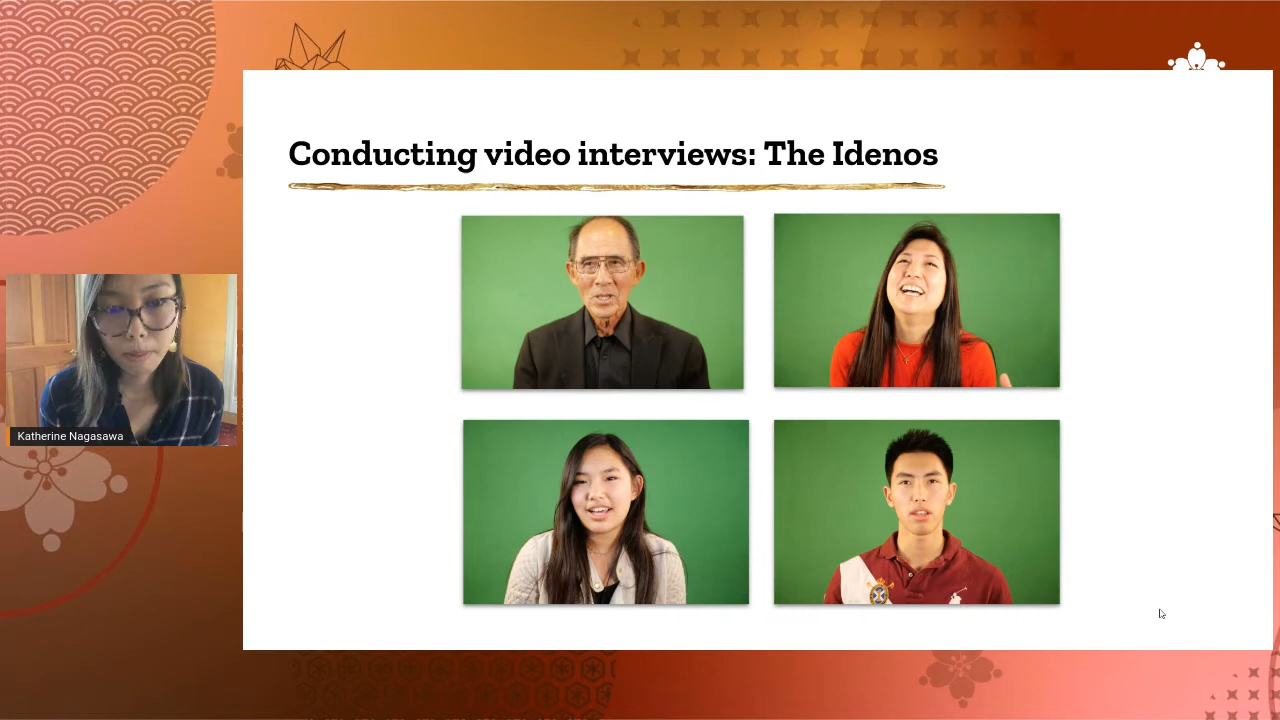 Conducting video interviews: The Idenos
Katherine Nagasawa